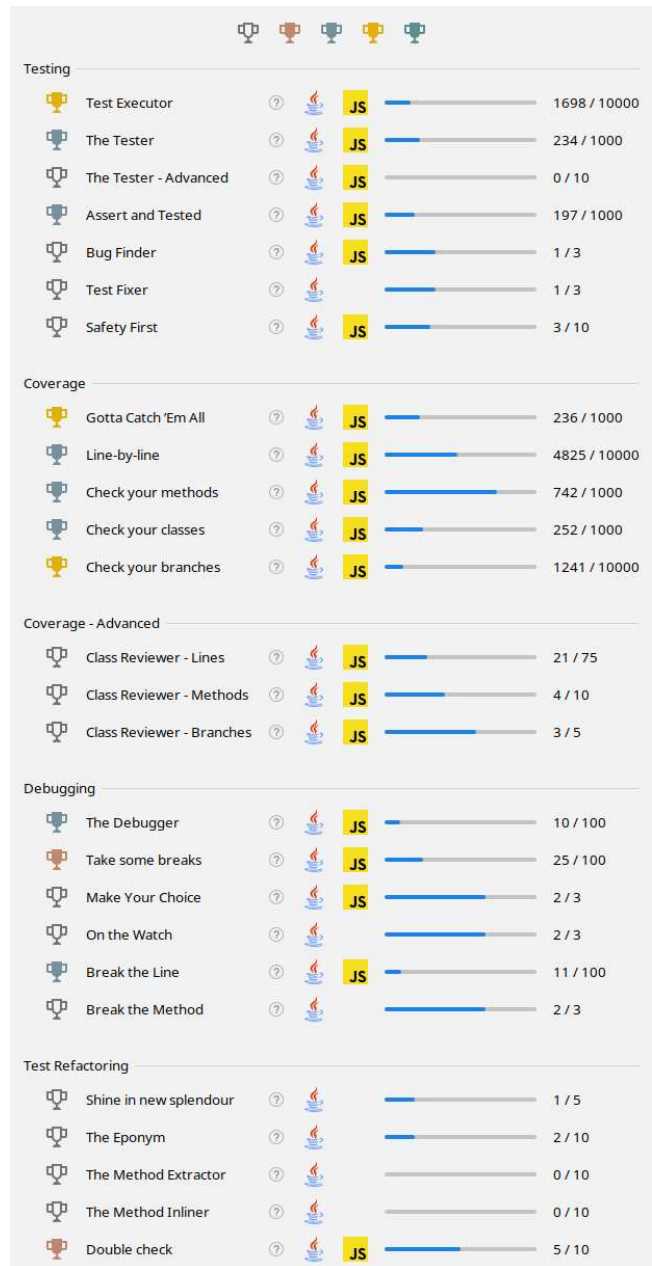 Testing
Test Executor ? JS 1698 / 10000
The Tester ? JS 234 / 1000
The Tester - Advanced ? JS 0 / 10
Assert and Tested ? JS 197 / 1000
Bug Finder ? JS 1 / 3
Test Fixer ? 1 / 3
Safety First ? JS 3 / 10
Coverage
Gotta Catch 'Em All ? JS 236 / 1000
Line-by-line ? JS 4825 / 10000
Check your methods ? JS 742 / 1000
Check your classes ? JS 252 / 1000
Check your branches ? JS 1241 / 10000
Coverage - Advanced
Class Reviewer - Lines ? JS 21 / 75
Class Reviewer - Methods ? JS 4 / 10
Class Reviewer - Branches ? JS 3 / 5
Debugging
The Debugger ? JS 10 / 100
Take some breaks ? JS 25 / 100
Make Your Choice ? JS 2 / 3
On the Watch ? 2 / 3
Break the Line ? JS 11 / 100
Break the Method ? 2 / 3
Test Refactoring
Shine in new splendour ? 1 / 5
The Eponym ? 2 / 10
The Method Extractor ? 0 / 10
The Method Inliner ? 0 / 10
Double check ? JS 5 / 10